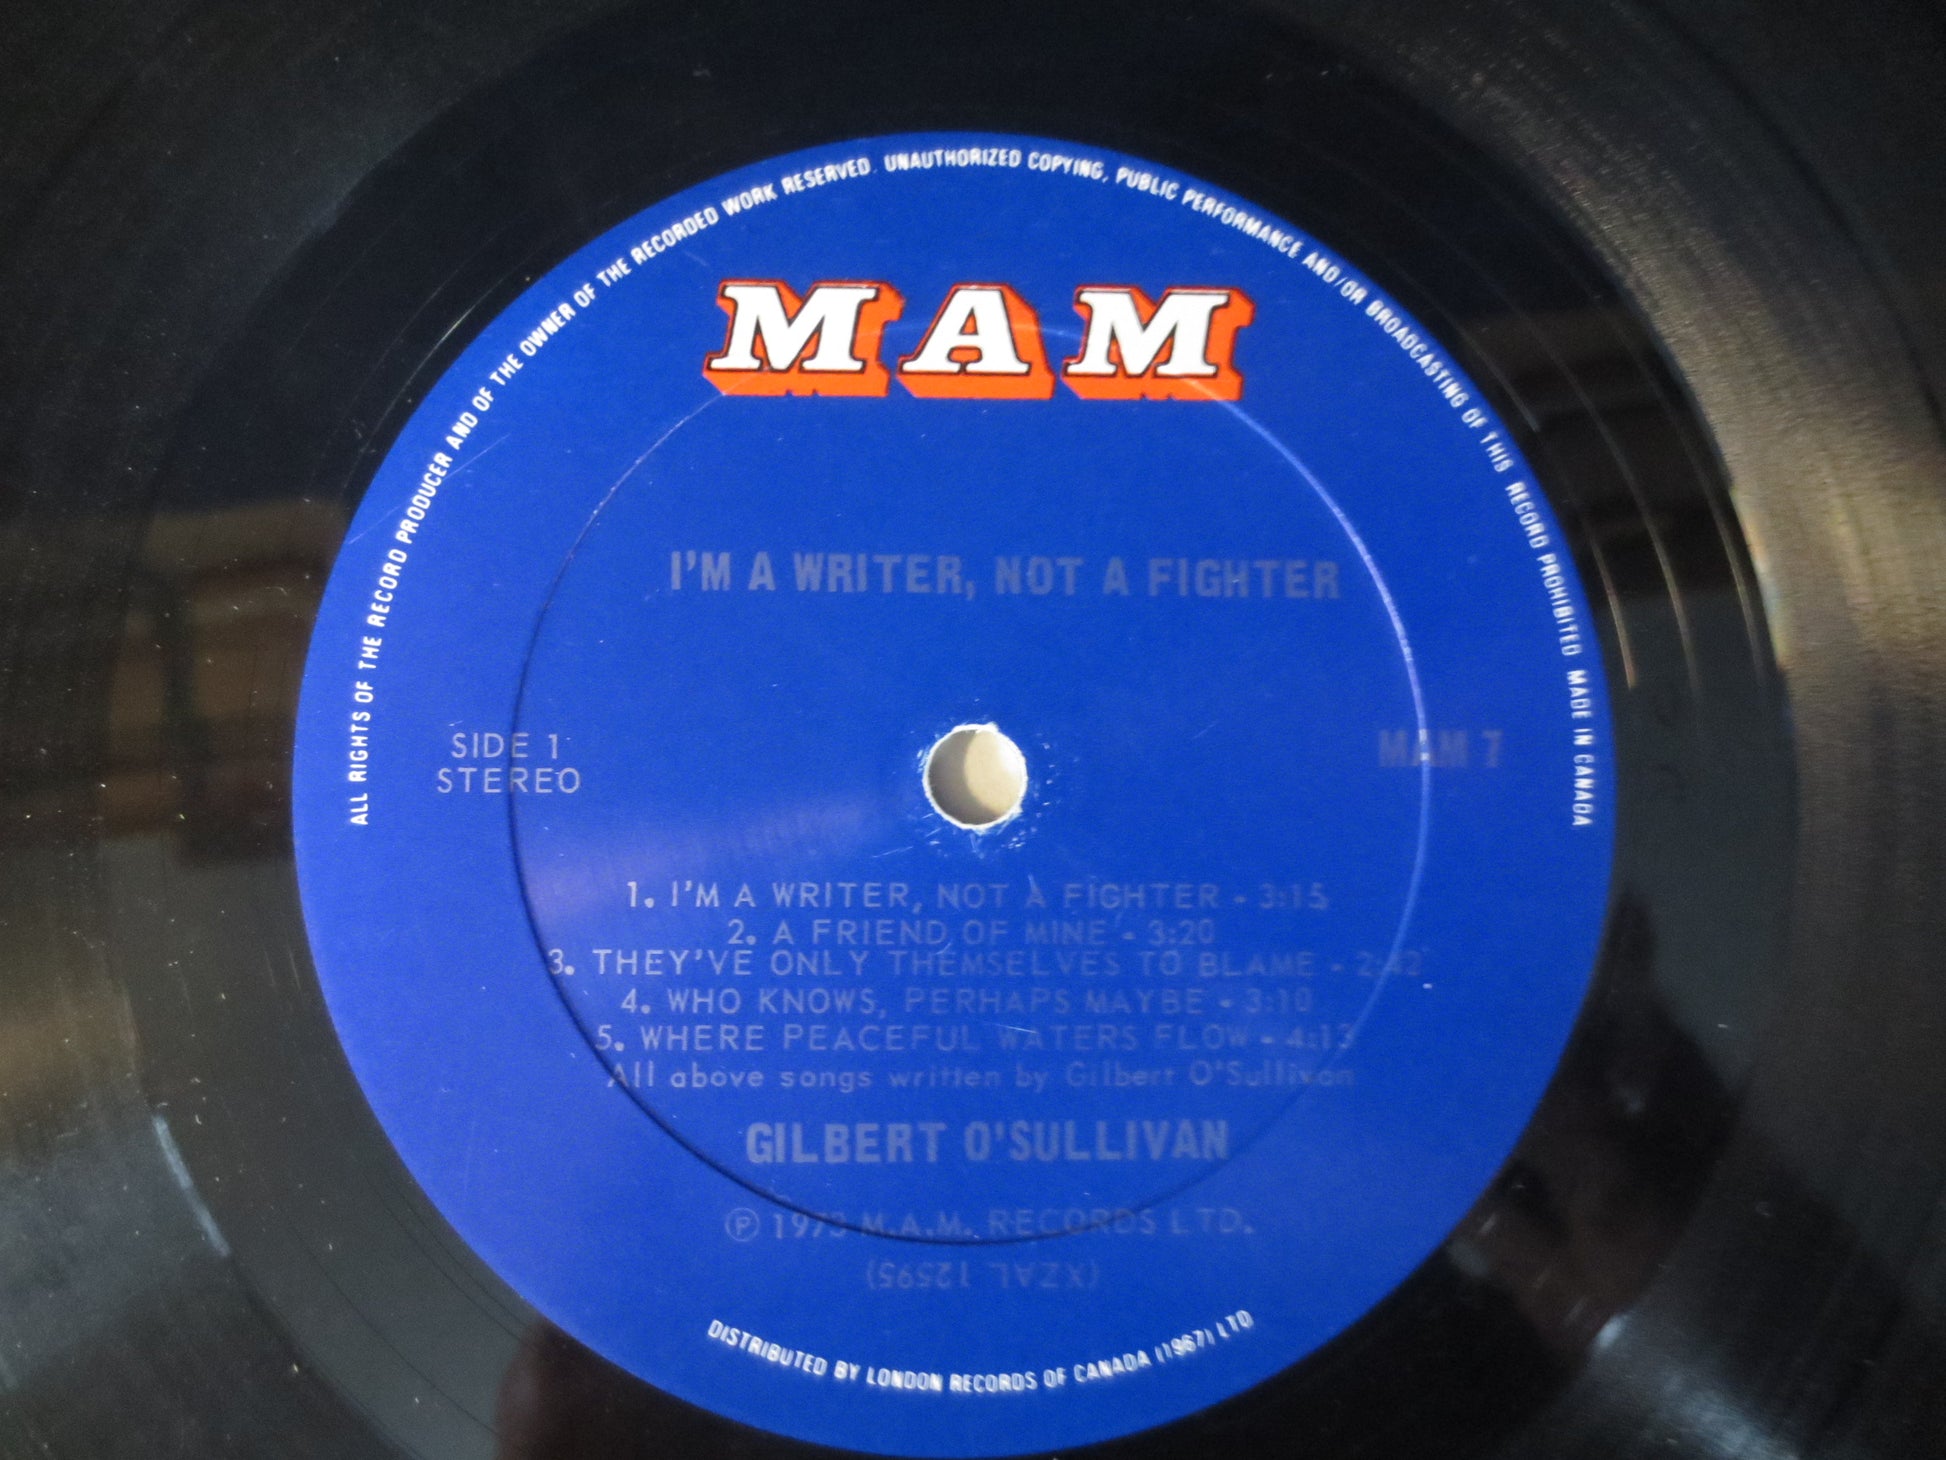 ALL RIGHTS OF THE RECORD PRODUCER AND OF THE OWNER OF THE RECORDED WORK RESERVED. UNAUTHORIZED COPYING, PUBLIC PERFORMANCE AND/OR BROADCASTING OF THIS RECORD PROHIBITED MADE IN CANADA
MAM
I'M A WRITER, NOT A FIGHTER
SIDE 1
STEREO
MAM 7
1. I'M A WRITER, NOT A FIGHTER - 3:15
2. A FRIEND OF MINE - 3:20
3. THEY'VE ONLY THEMSELVES TO BLAME - 2:42
4. WHO KNOWS, PERHAPS MAYBE - 3:10
5. WHERE PEACEFUL WATERS FLOW - 4:13
All above songs written by Gilbert O'Sullivan
GILBERT O'SULLIVAN
Ⓟ 1973 M.A.M. RECORDS LTD.
(XZAL 12595)
DISTRIBUTED BY LONDON RECORDS OF CANADA (1967) LTD